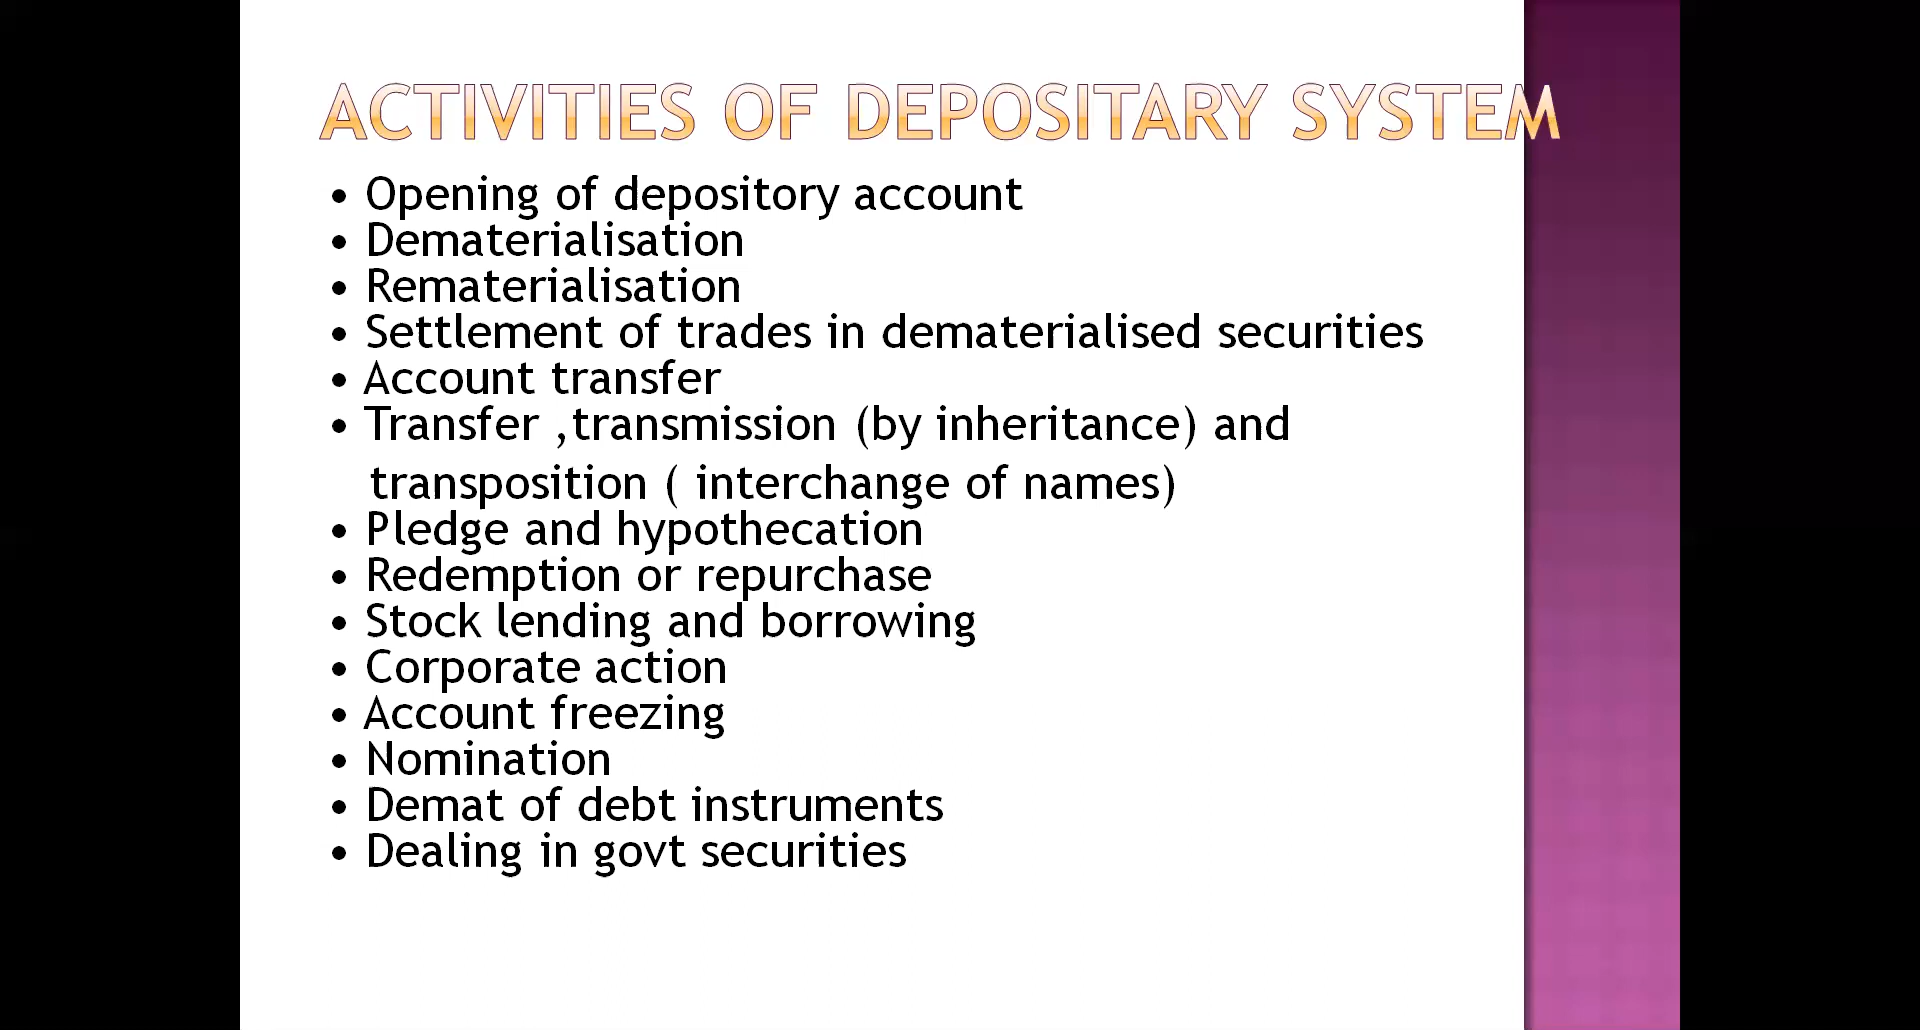 ACTIVITIES OF DEPOSITARY SYSTEM
• Opening of depository account
• Dematerialisation
• Rematerialisation
• Settlement of trades in dematerialised securities
• Account transfer
• Transfer ,transmission (by inheritance) and
transposition ( interchange of names)
• Pledge and hypothecation
• Redemption or repurchase
• Stock lending and borrowing
• Corporate action
• Account freezing
• Nomination
• Demat of debt instruments
• Dealing in govt securities